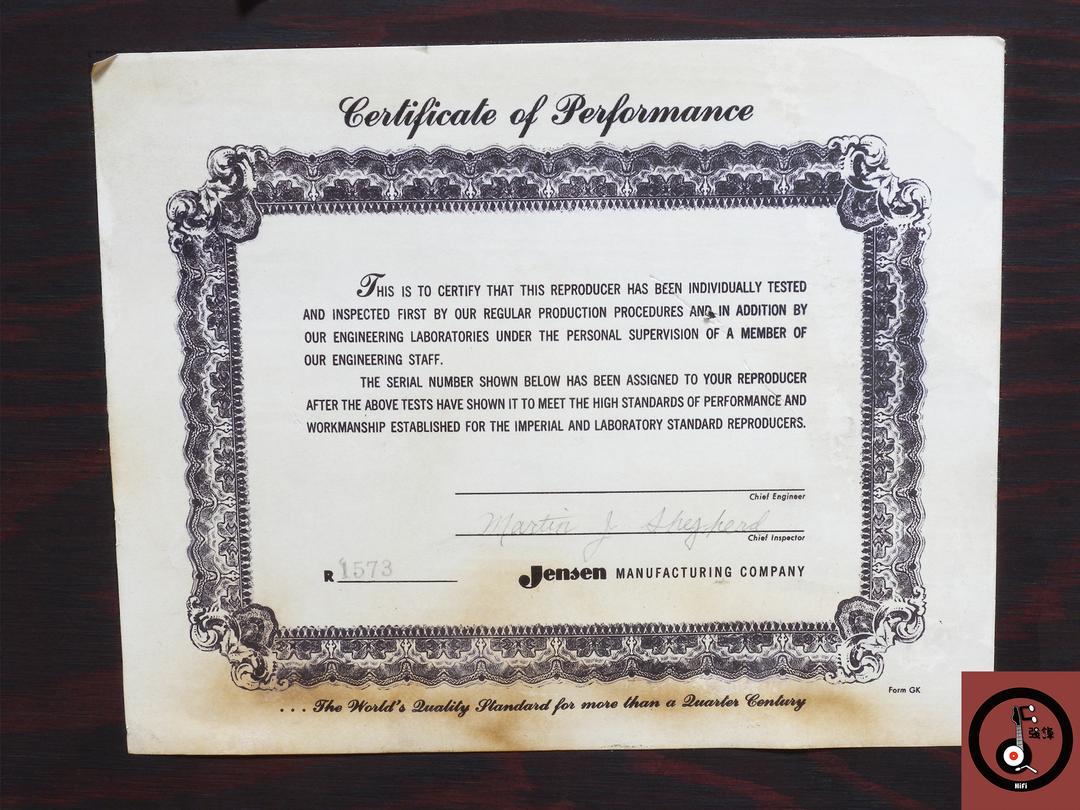 Certificate of Performance
THIS IS TO CERTIFY THAT THIS REPRODUCER HAS BEEN INDIVIDUALLY TESTED
AND INSPECTED FIRST BY OUR REGULAR PRODUCTION PROCEDURES AND IN ADDITION BY
OUR ENGINEERING LABORATORIES UNDER THE PERSONAL SUPERVISION OF A MEMBER OF
OUR ENGINEERING STAFF.
THE SERIAL NUMBER SHOWN BELOW HAS BEEN ASSIGNED TO YOUR REPRODUCER
AFTER THE ABOVE TESTS HAVE SHOWN IT TO MEET THE HIGH STANDARDS OF PERFORMANCE AND
WORKMANSHIP ESTABLISHED FOR THE IMPERIAL AND LABORATORY STANDARD REPRODUCERS.
Chief Engineer
Martin J Shepherd
Chief Inspector
R 1573
Jensen MANUFACTURING COMPANY
Form GK
... The World's Quality Standard for more than a Quarter Century
强锋
HiFi